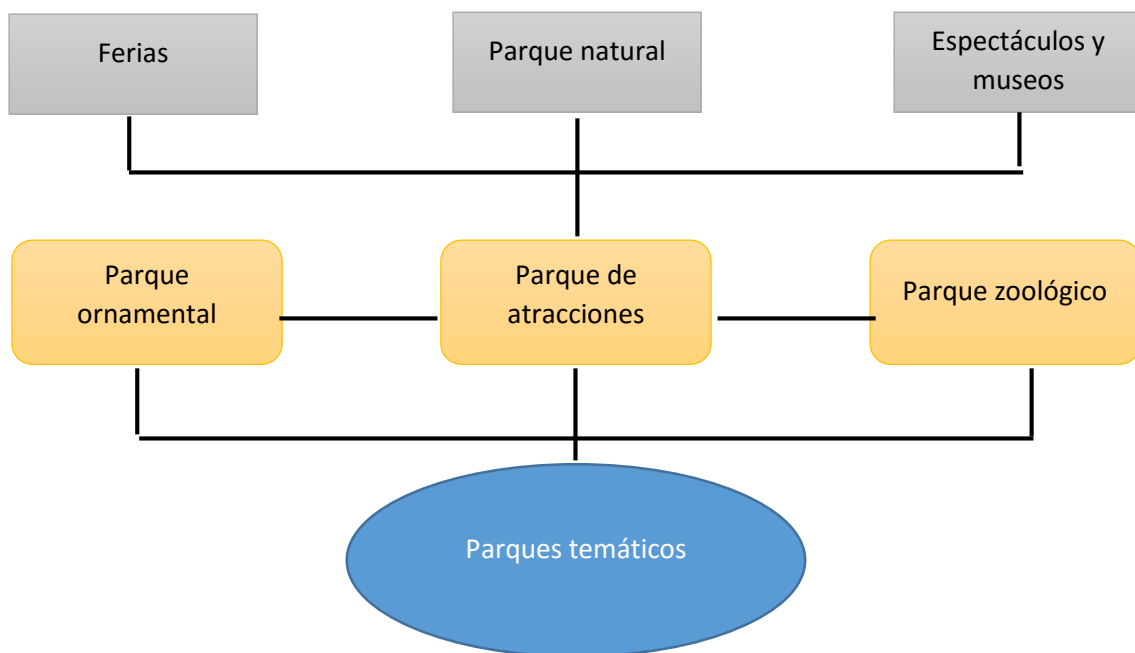 Ferias
Parque natural
Espectáculos y
museos
Parque
ornamental
Parque de
atracciones
Parque zoológico
Parques temáticos